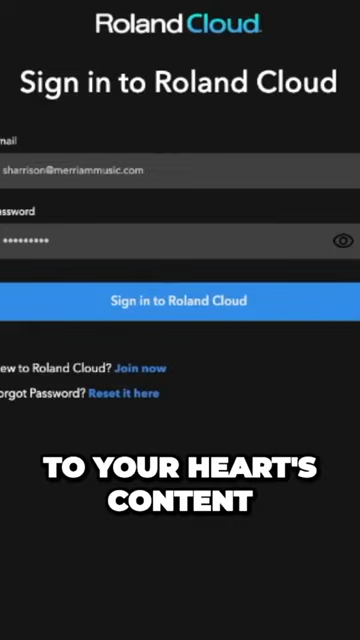 Roland Cloud
Sign in to Roland Cloud
mail
sharrison@merriammusic.com
assword
•••••••••
Sign in to Roland Cloud
ew to Roland Cloud? Join now
orgot Password? Reset it here
TO YOUR HEART'S
CONTENT